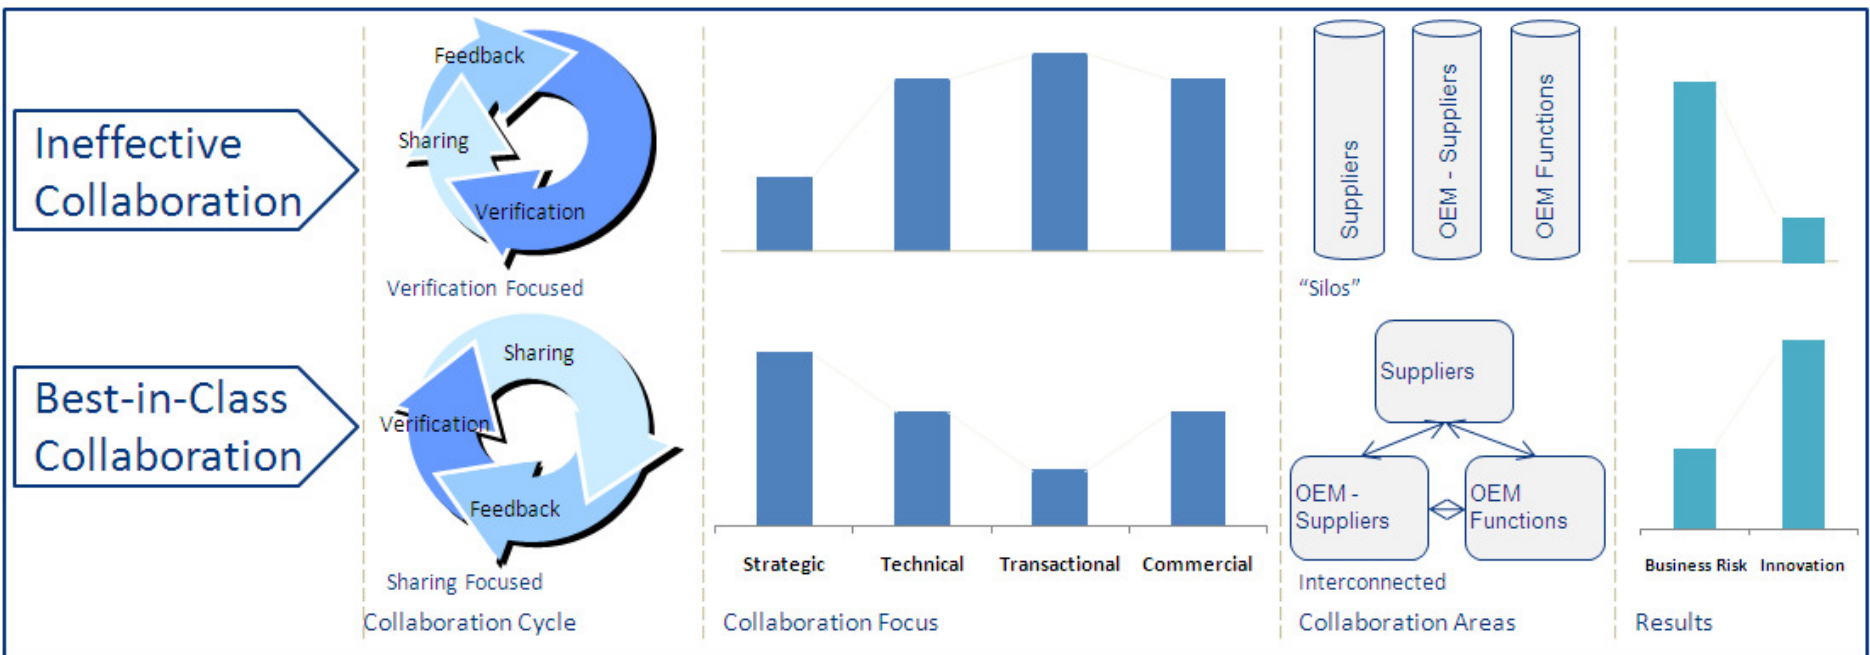 Ineffective
Collaboration
Feedback
Sharing
Verification
Verification Focused
Suppliers
OEM - Suppliers
OEM Functions
“Silos”
Best-in-Class
Collaboration
Sharing
Verification
Feedback
Sharing Focused
Collaboration Cycle
Strategic Technical Transactional Commercial
Collaboration Focus
Suppliers
OEM -
Suppliers
OEM
Functions
Interconnected
Collaboration Areas
Business Risk Innovation
Results